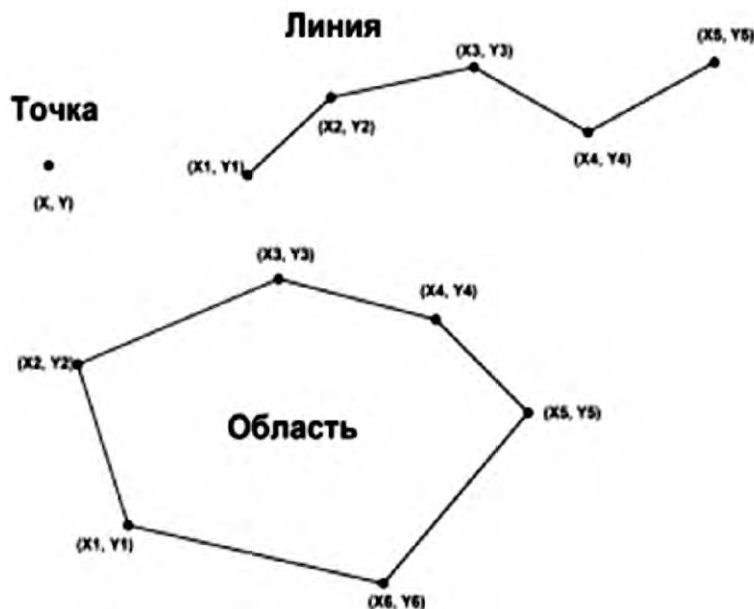 Линия
(X3, Y3)
(X5, Y5)
Точка
(X2, Y2)
(X4, Y4)
(X1, Y1)
(X, Y)
(X3, Y3)
(X4, Y4)
(X2, Y2)
Область
(X5, Y5)
(X1, Y1)
(X6, Y6)